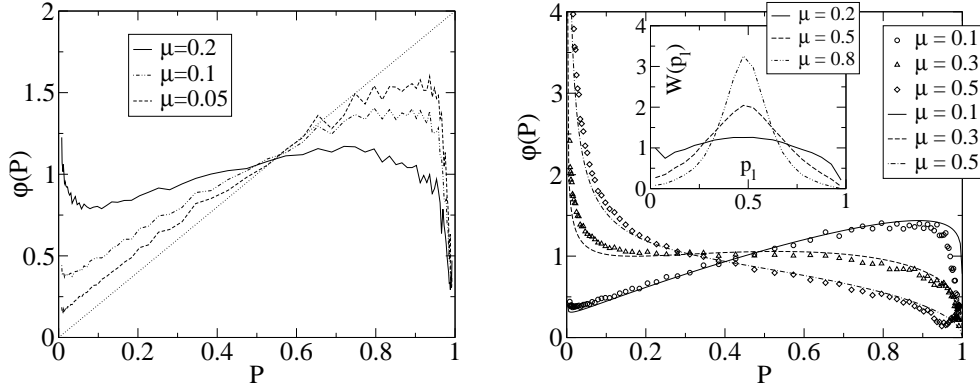 2
1.5
1
0.5
0
φ(P)
μ=0.2
μ=0.1
μ=0.05
0 0.2 0.4 0.6 0.8 1
P
4
3
2
1
0
φ(P)
4
3
2
1
0
W(p_l)
0 0.5 1
p_l
μ = 0.2
μ = 0.5
μ = 0.8
μ = 0.1
μ = 0.3
μ = 0.5
μ = 0.1
μ = 0.3
μ = 0.5
0 0.2 0.4 0.6 0.8 1
P